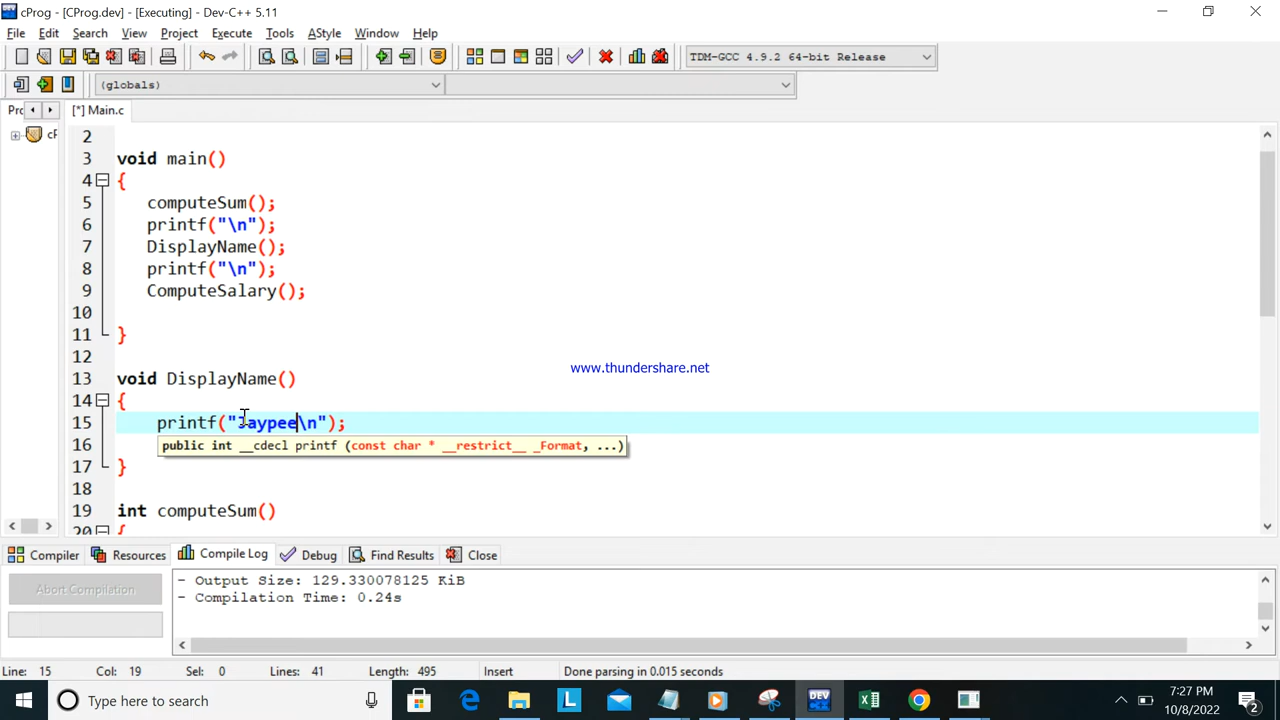 cProg - [CProg.dev] - [Executing] - Dev-C++ 5.11
File Edit Search View Project Execute Tools AStyle Window Help
TDM-GCC 4.9.2 64-bit Release
(globals)
[*] Main.c
2
3 void main()
4 {
5 computeSum();
6 printf("\n");
7 DisplayName();
8 printf("\n");
9 ComputeSalary();
10
11 }
12
www.thundershare.net
13 void DisplayName()
14 {
15 printf("Jaypee\n");
16 public int __cdecl printf (const char * __restrict__ _Format, ...)
17 }
18
19 int computeSum()
20 {
Compiler Resources Compile Log Debug Find Results Close
Abort Compilation
- Output Size: 129.330078125 KiB
- Compilation Time: 0.24s
Line: 15 Col: 19 Sel: 0 Lines: 41 Length: 495 Insert Done parsing in 0.015 seconds
Type here to search
L
DEV
7:27 PM
10/8/2022
2